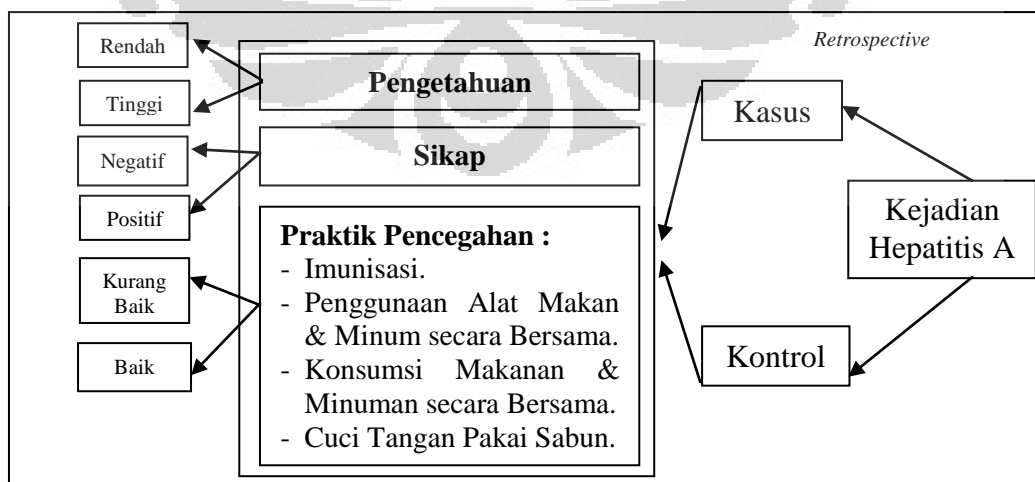 Retrospective
Rendah
Tinggi
Negatif
Positif
Kurang
Baik
Baik
Pengetahuan
Sikap
Praktik Pencegahan :
- Imunisasi.
- Penggunaan Alat Makan
& Minum secara Bersama.
- Konsumsi Makanan &
Minuman secara Bersama.
- Cuci Tangan Pakai Sabun.
Kasus
Kontrol
Kejadian
Hepatitis A